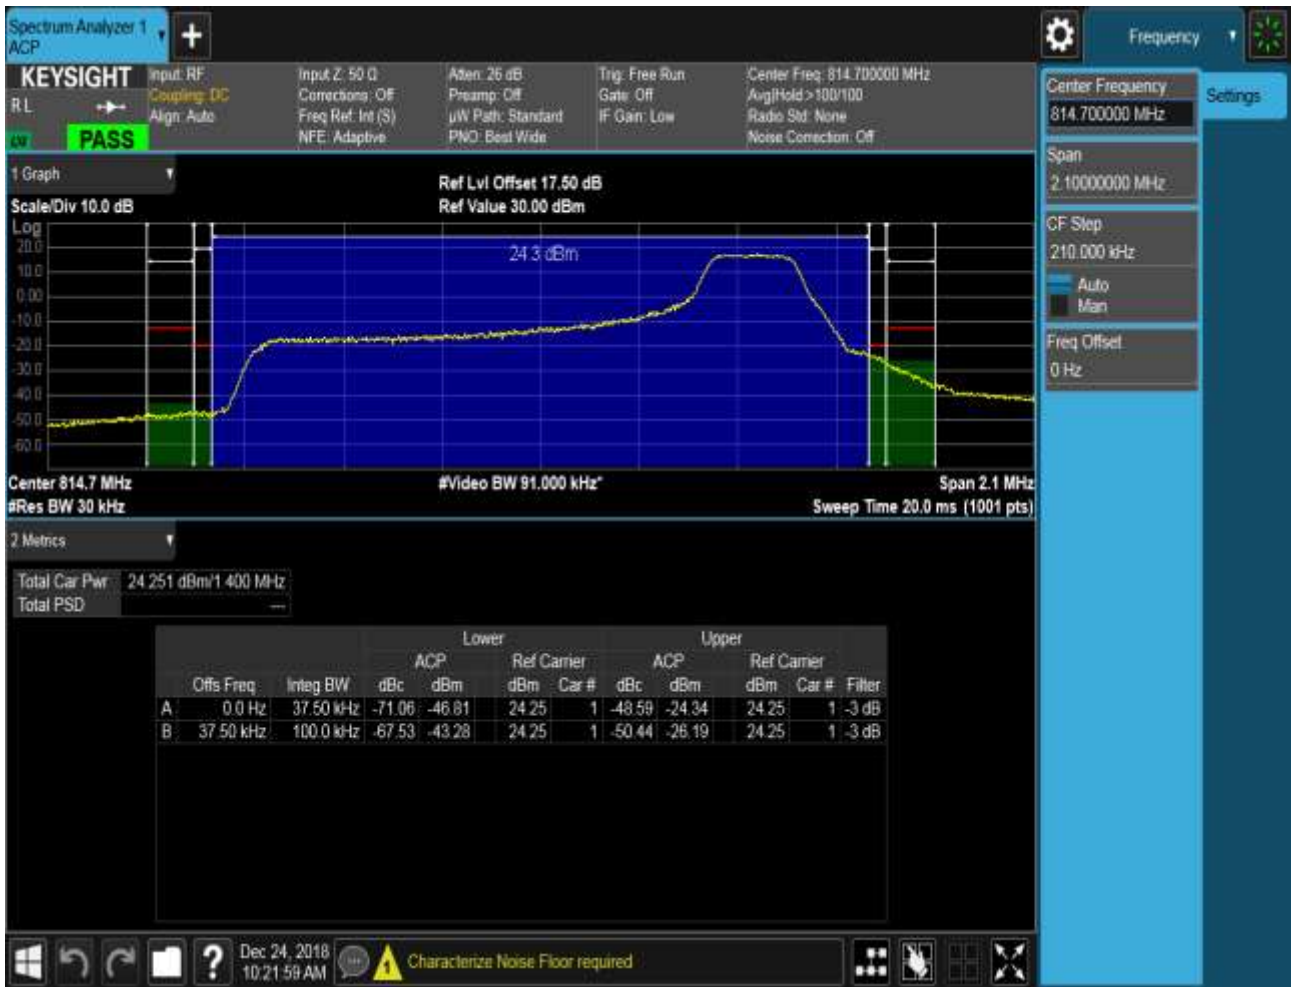 Spectrum Analyzer 1
ACP
Frequency
KEYSIGHT
R L
PASS
Input: RF
Coupling: DC
Align: Auto
Input Z: 50 Ω
Corrections: Off
Freq Ref: Int (S)
NFE: Adaptive
Atten: 26 dB
Preamp: Off
µW Path: Standard
PNO: Best Wide
Trig: Free Run
Gate: Off
IF Gain: Low
Center Freq: 814.700000 MHz
Avg|Hold >100/100
Radio Std: None
Noise Correction: Off
Center Frequency
814.700000 MHz
Settings
Span
2.10000000 MHz
CF Step
210.000 kHz
Auto
Man
Freq Offset
0 Hz
1 Graph
Scale/Div 10.0 dB
Ref Lvl Offset 17.50 dB
Ref Value 30.00 dBm
Log
20.0
10.0
0.00
-10.0
-20.0
-30.0
-40.0
-50.0
-60.0
24.3 dBm
Center 814.7 MHz
#Video BW 91.000 kHz*
Span 2.1 MHz
#Res BW 30 kHz
Sweep Time 20.0 ms (1001 pts)
2 Metrics
Total Car Pwr 24.251 dBm/1.400 MHz
Total PSD ---
Lower Upper
ACP Ref Carrier ACP Ref Carrier
Offs Freq Integ BW dBc dBm dBm Car # dBc dBm dBm Car # Filter
A 0.0 Hz 37.50 kHz -71.06 -46.81 24.25 1 -48.59 -24.34 24.25 1 -3 dB
B 37.50 kHz 100.0 kHz -67.53 -43.28 24.25 1 -50.44 -26.19 24.25 1 -3 dB
Dec 24, 2018
10:21:59 AM
1
Characterize Noise Floor required